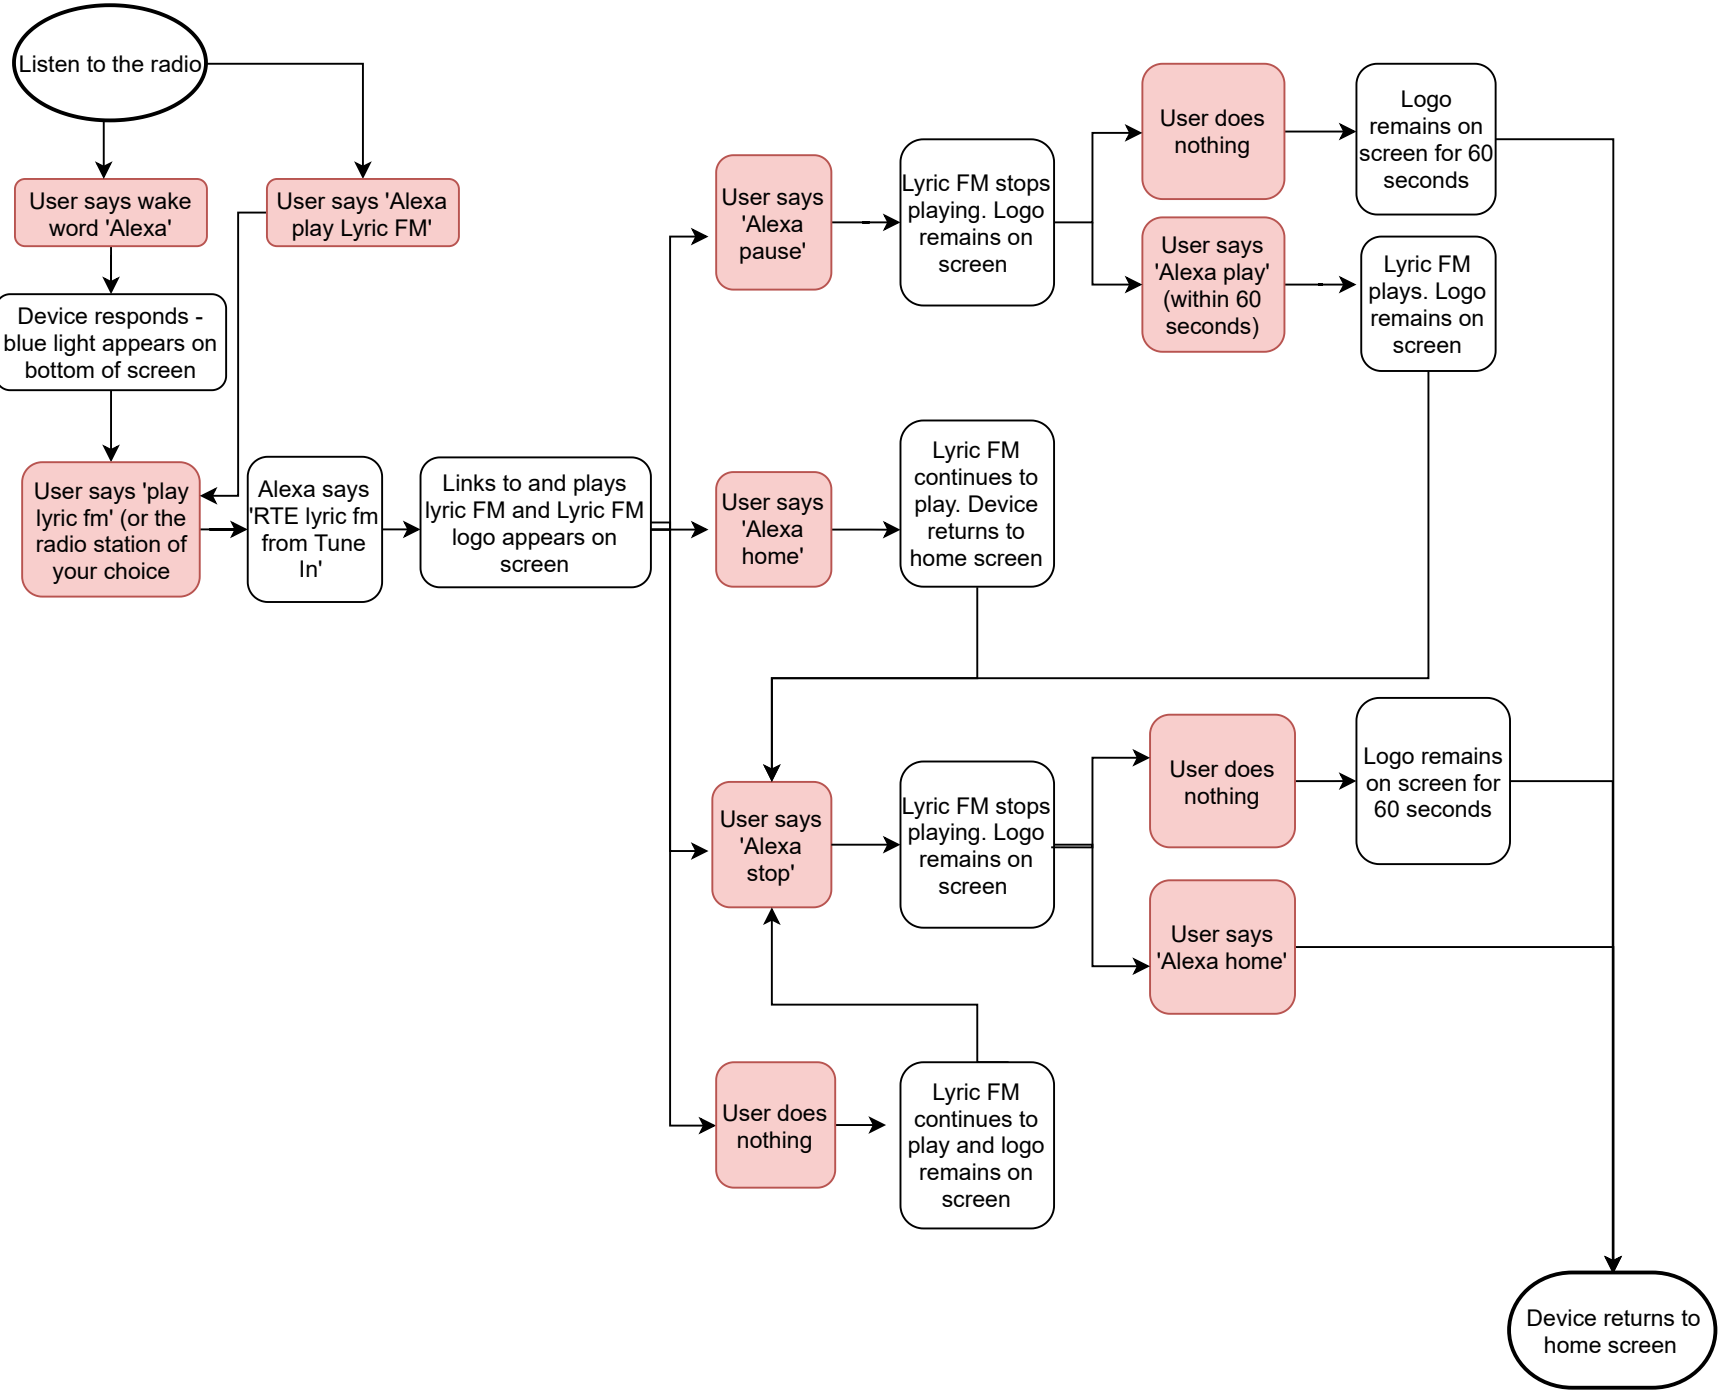 Listen to the radio
User says wake
word 'Alexa'
User says 'Alexa
play Lyric FM'
Device responds -
blue light appears on
bottom of screen
User says 'play
lyric fm' (or the
radio station of
your choice
Alexa says
'RTE lyric fm
from Tune
In'
Links to and plays
lyric FM and Lyric FM
logo appears on
screen
User says
'Alexa
pause'
Lyric FM stops
playing. Logo
remains on
screen
User does
nothing
Logo
remains on
screen for 60
seconds
User says
'Alexa play'
(within 60
seconds)
Lyric FM
plays. Logo
remains on
screen
User says
'Alexa
home'
Lyric FM
continues to
play. Device
returns to
home screen
User says
'Alexa
stop'
Lyric FM stops
playing. Logo
remains on
screen
User does
nothing
Logo remains
on screen for
60 seconds
User says
'Alexa home'
User does
nothing
Lyric FM
continues to
play and logo
remains on
screen
Device returns to
home screen